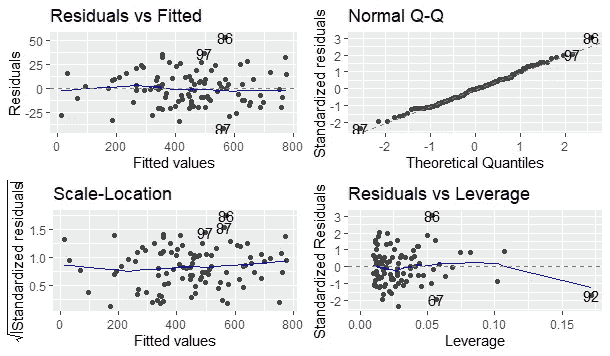 Residuals vs Fitted
Residuals
50
25
0
-25
86
97
87
0 200 400 600 800
Fitted values
Normal Q-Q
Standardized residuals
3
2
1
0
-1
-2
86
97
87
-2 -1 0 1 2
Theoretical Quantiles
Scale-Location
√|Standardized residuals|
1.5
1.0
0.5
86
87
97
0 200 400 600 800
Fitted values
Residuals vs Leverage
Standardized Residuals
3
2
1
0
-1
-2
86
67
92
0.00 0.05 0.10 0.15
Leverage